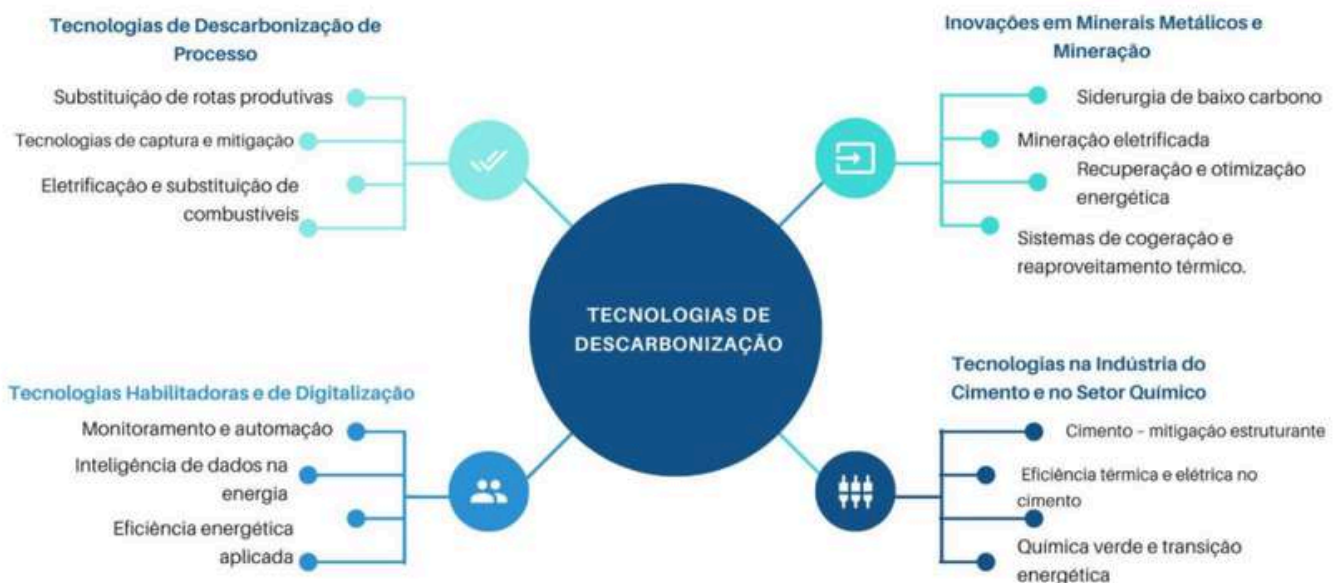 Tecnologias de Descarbonização de
Processo
Substituição de rotas produtivas
Tecnologias de captura e mitigação
Eletrificação e substituição de
combustíveis
Inovações em Minerais Metálicos e
Mineração
Siderurgia de baixo carbono
Mineração eletrificada
Recuperação e otimização
energética
Sistemas de cogeração e
reaproveitamento térmico.
TECNOLOGIAS DE
DESCARBONIZAÇÃO
Tecnologias Habilitadoras e de Digitalização
Monitoramento e automação
Inteligência de dados na
energia
Eficiência energética
aplicada
Tecnologias na Indústria do
Cimento e no Setor Químico
Cimento – mitigação estruturante
Eficiência térmica e elétrica no
cimento
Química verde e transição
energética